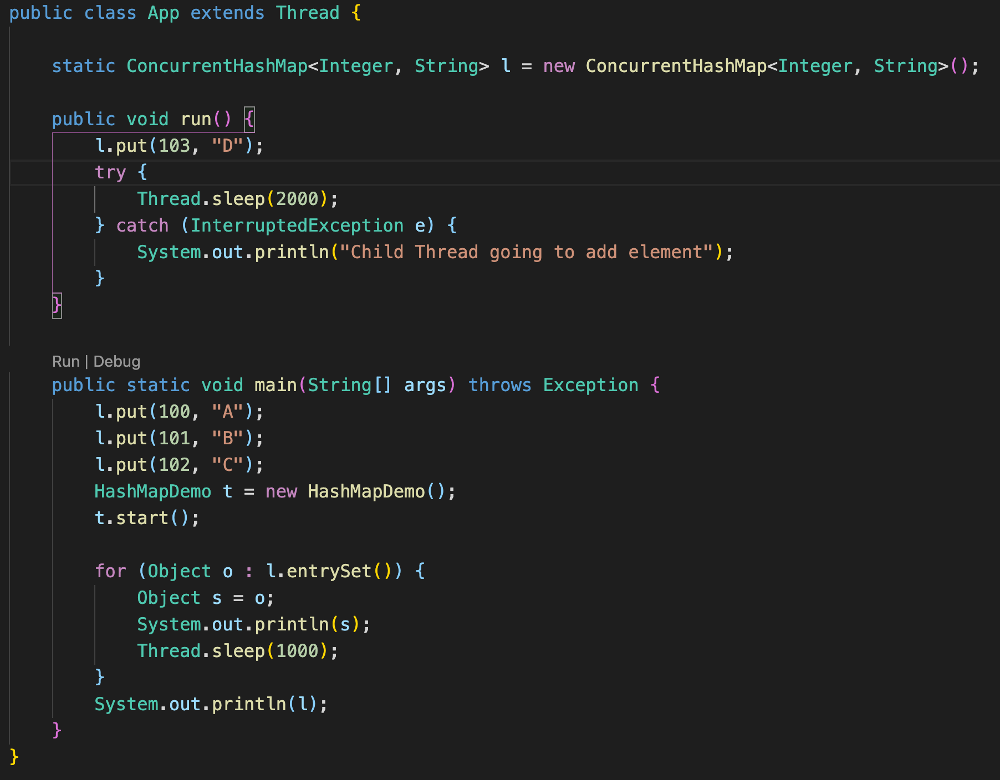 public class App extends Thread {
static ConcurrentHashMap<Integer, String> l = new ConcurrentHashMap<Integer, String>();
public void run() {
l.put(103, "D");
try {
Thread.sleep(2000);
} catch (InterruptedException e) {
System.out.println("Child Thread going to add element");
}
}
Run | Debug
public static void main(String[] args) throws Exception {
l.put(100, "A");
l.put(101, "B");
l.put(102, "C");
HashMapDemo t = new HashMapDemo();
t.start();
for (Object o : l.entrySet()) {
Object s = o;
System.out.println(s);
Thread.sleep(1000);
}
System.out.println(l);
}
}